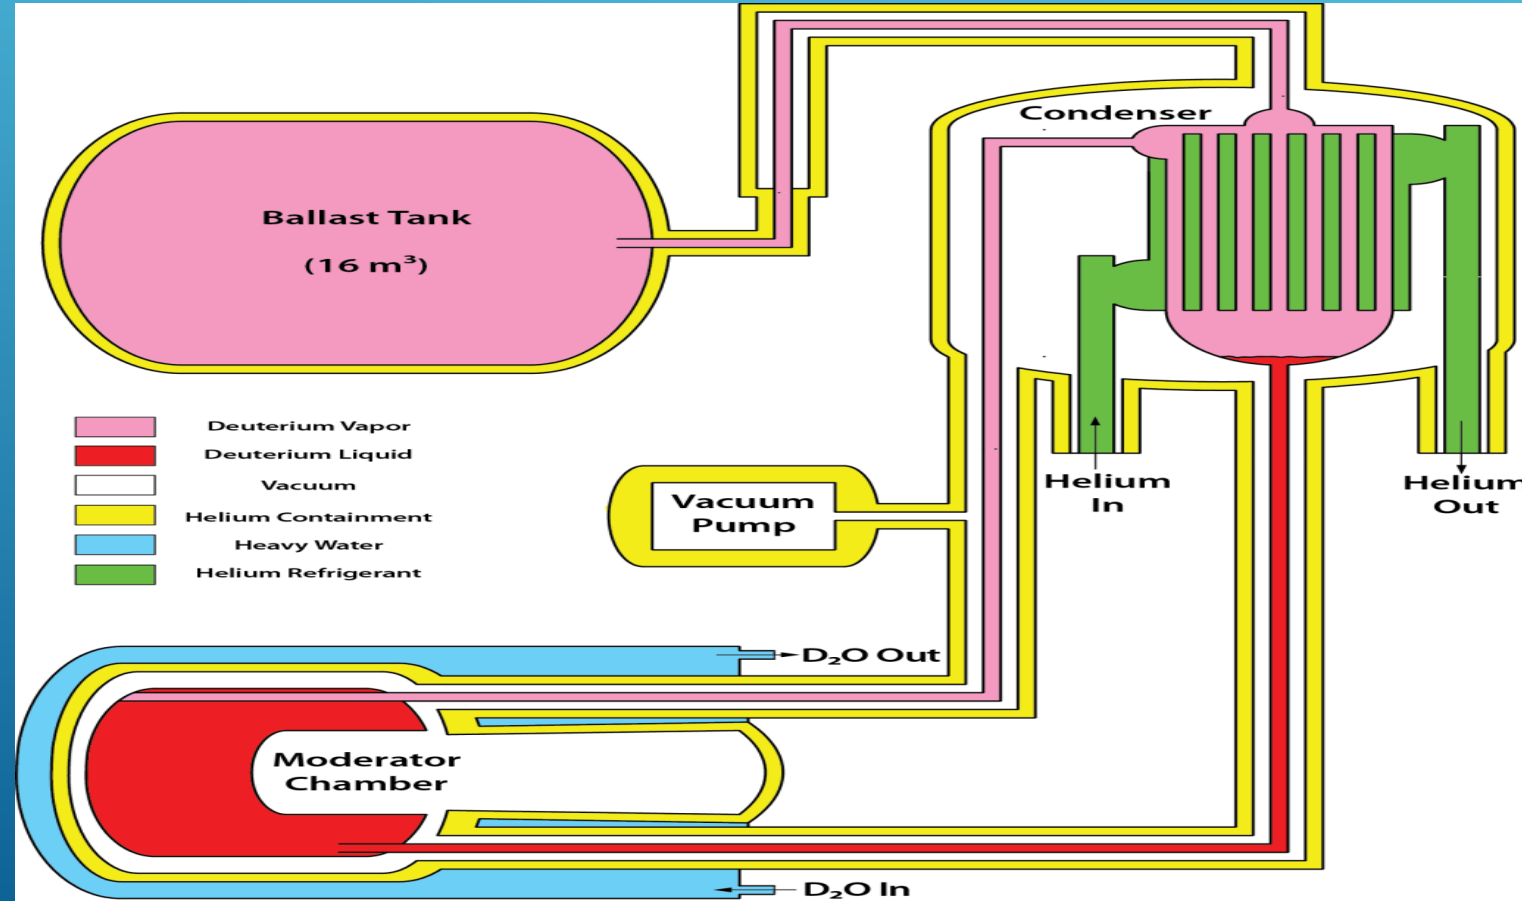 Condenser
Ballast Tank
(16 m³)
Deuterium Vapor
Deuterium Liquid
Vacuum
Helium Containment
Heavy Water
Helium Refrigerant
Vacuum
Pump
Helium
In
Helium
Out
D₂O Out
Moderator
Chamber
D₂O In